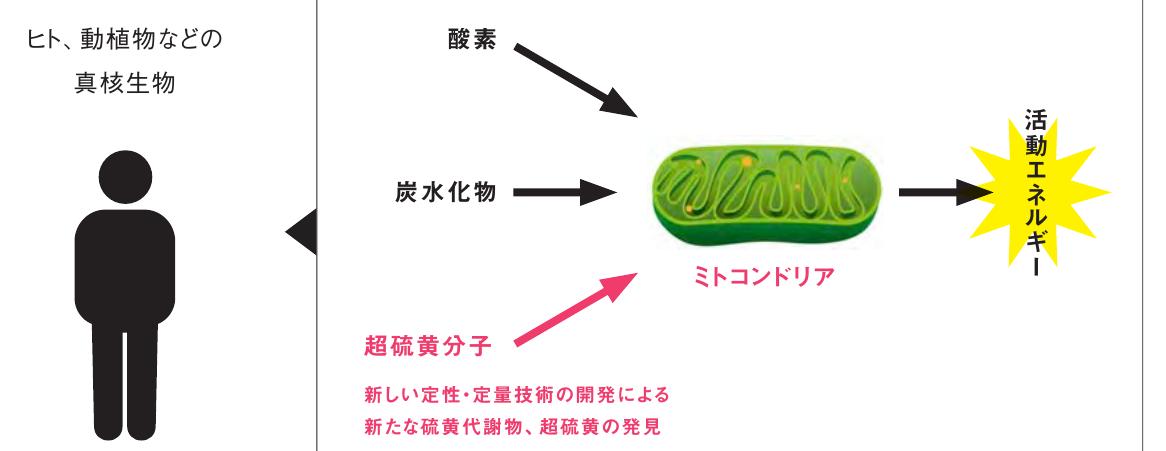 ヒト、動植物などの
真核生物
酸素
炭水化物
ミトコンドリア
活動エネルギー
超硫黄分子
新しい定性・定量技術の開発による
新たな硫黄代謝物、超硫黄の発見